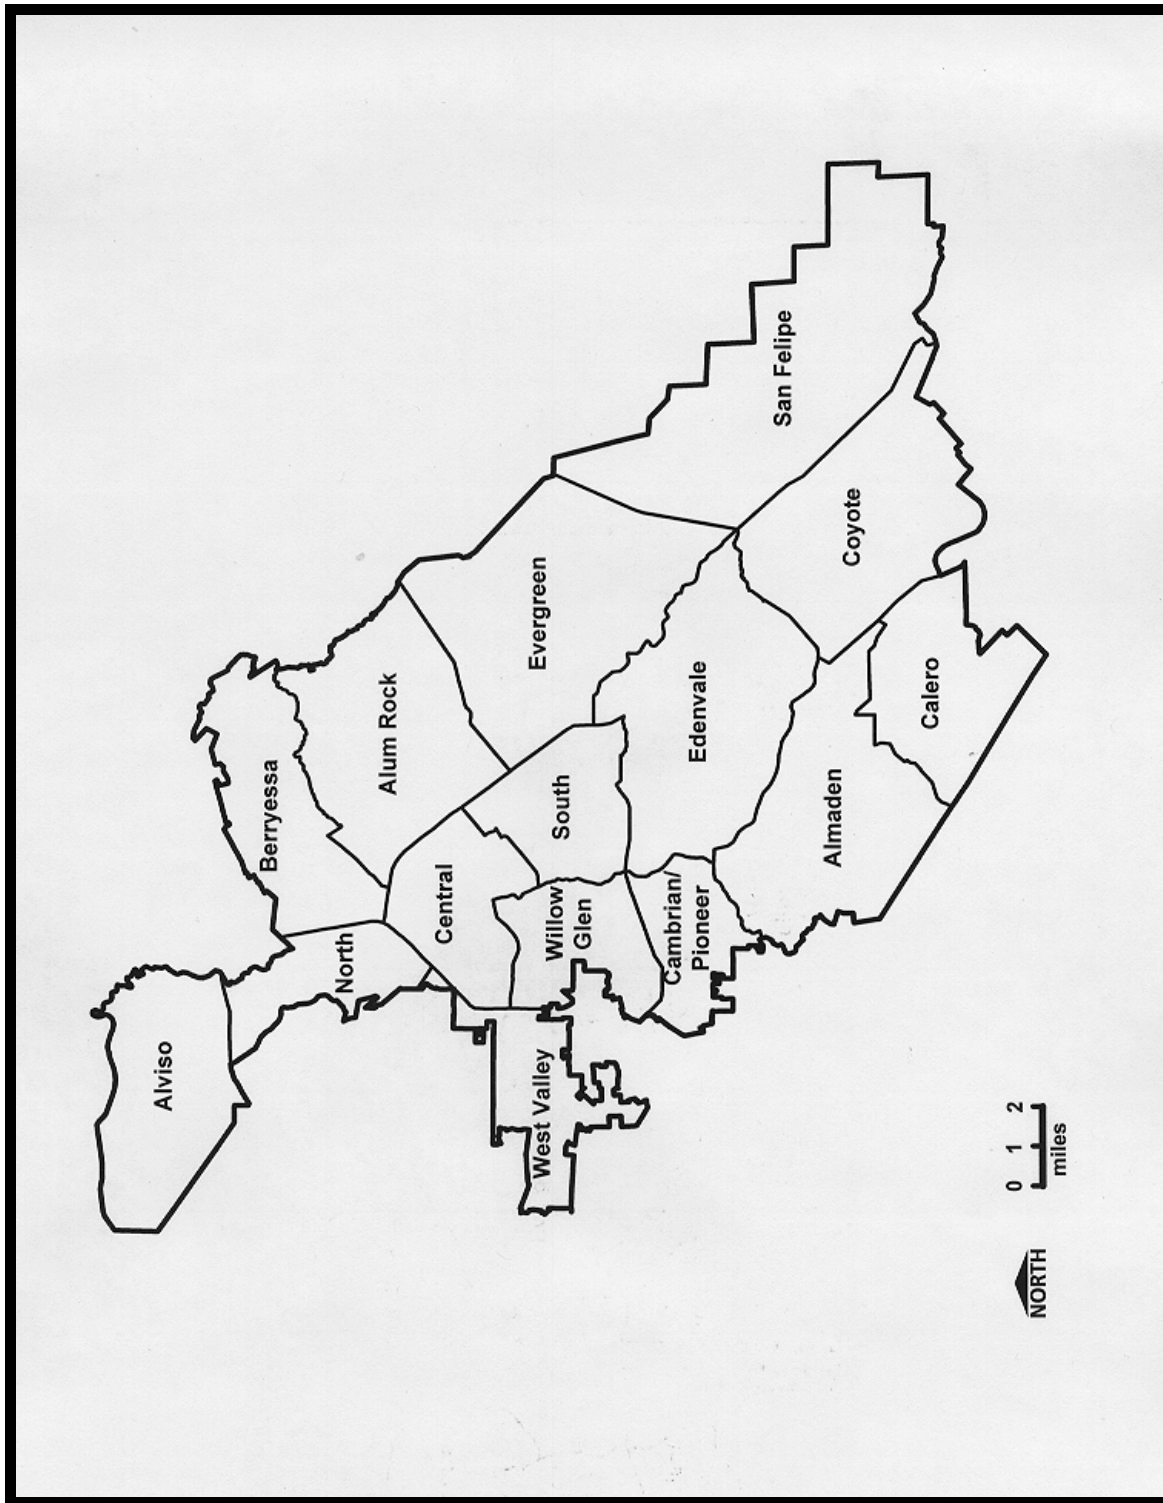 Alviso
North
Berryessa
Alum Rock
Central
Evergreen
South
Willow
Glen
West Valley
Cambrian/
Pioneer
Edenvale
San Felipe
Coyote
Almaden
Calero
0 1 2
miles
NORTH